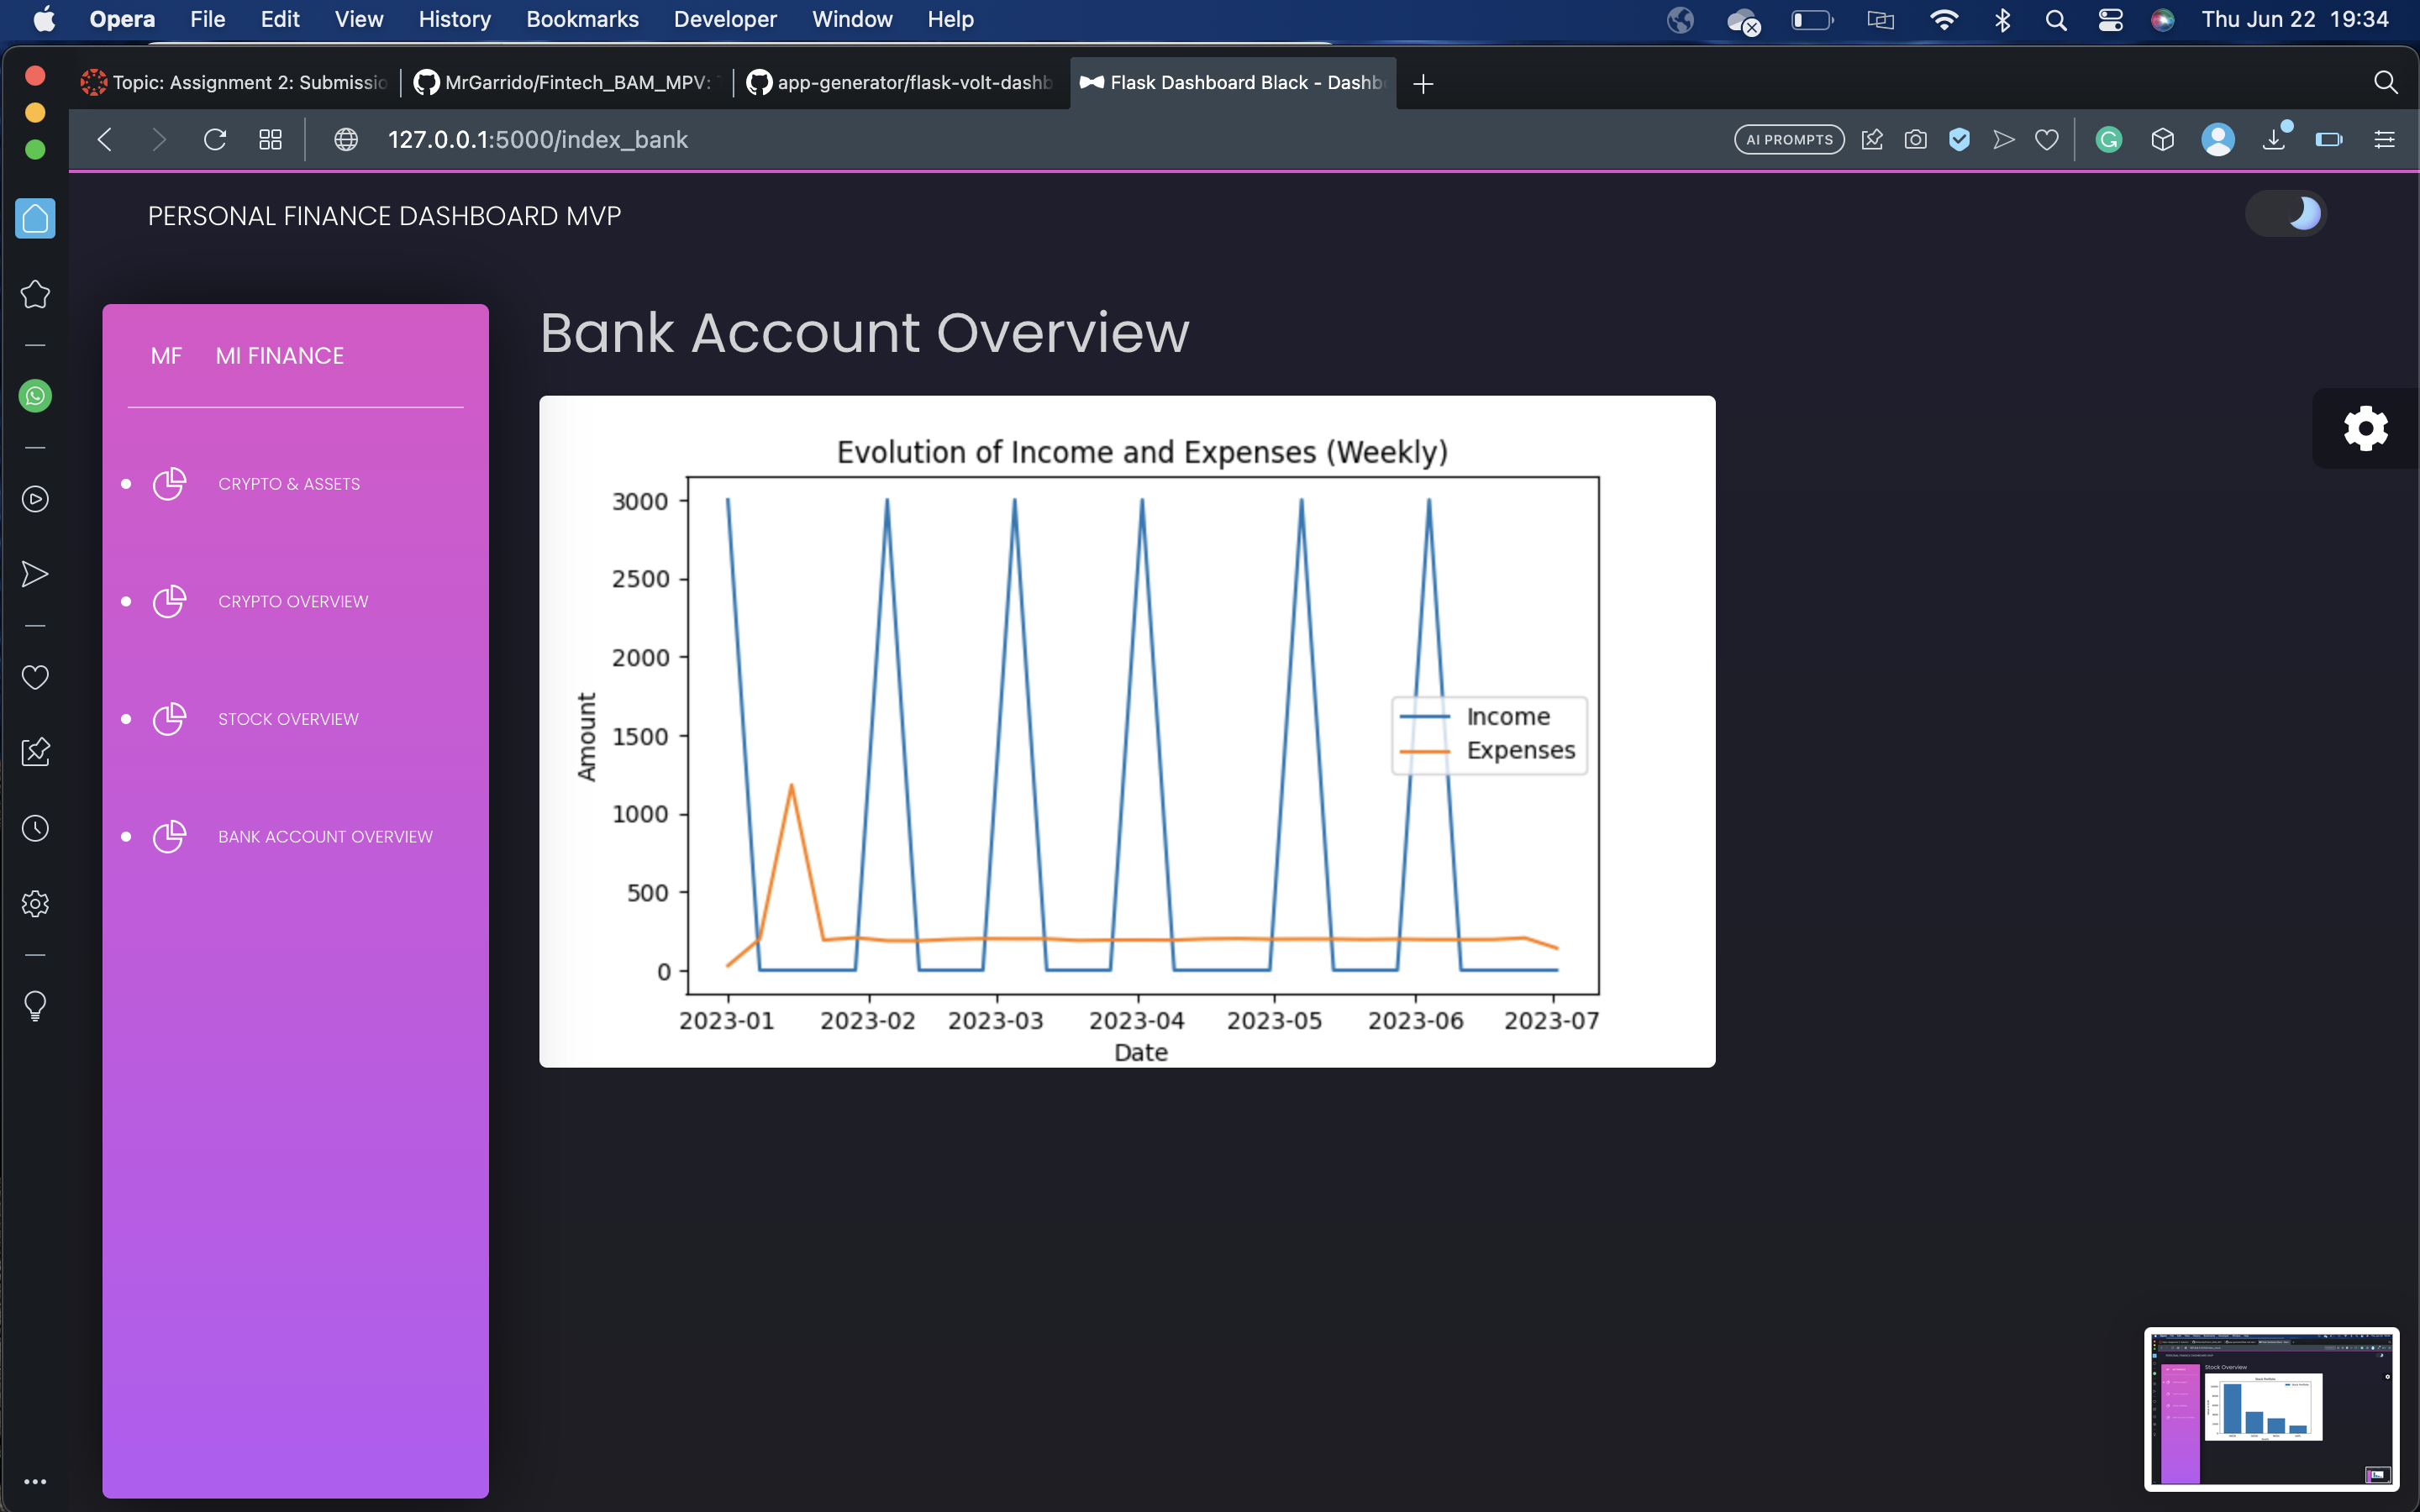 Opera File Edit View History Bookmarks Developer Window Help Thu Jun 22 19:34
Topic: Assignment 2: Submissio MrGarrido/Fintech_BAM_MPV: app-generator/flask-volt-dashb Flask Dashboard Black - Dashb
127.0.0.1:5000/index_bank AI PROMPTS
PERSONAL FINANCE DASHBOARD MVP
MF MI FINANCE
CRYPTO & ASSETS
CRYPTO OVERVIEW
STOCK OVERVIEW
BANK ACCOUNT OVERVIEW
Bank Account Overview
Evolution of Income and Expenses (Weekly)
3000
2500
2000
1500
1000
500
0
Amount
Income
Expenses
2023-01 2023-02 2023-03 2023-04 2023-05 2023-06 2023-07
Date
Stock Overview